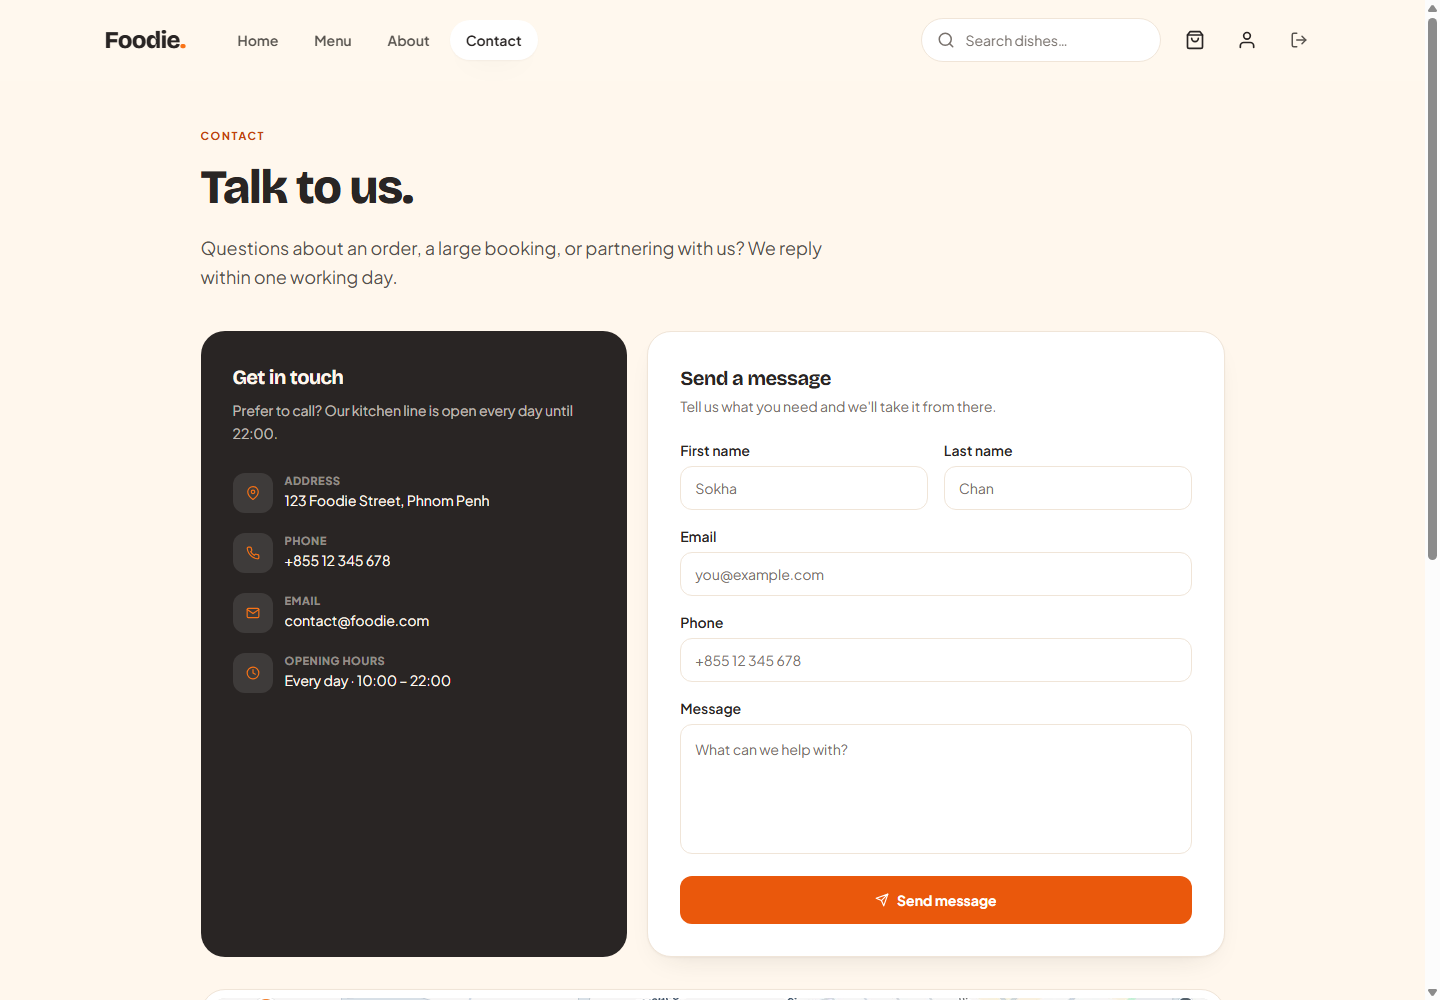 Foodie.
Home
Menu
About
Contact
Search dishes...
CONTACT
Talk to us.
Questions about an order, a large booking, or partnering with us? We reply
within one working day.
Get in touch
Prefer to call? Our kitchen line is open every day until
22:00.
ADDRESS
123 Foodie Street, Phnom Penh
PHONE
+855 12 345 678
EMAIL
contact@foodie.com
OPENING HOURS
Every day · 10:00 – 22:00
Send a message
Tell us what you need and we'll take it from there.
First name
Last name
Sokha
Chan
Email
you@example.com
Phone
+855 12 345 678
Message
What can we help with?
Send message